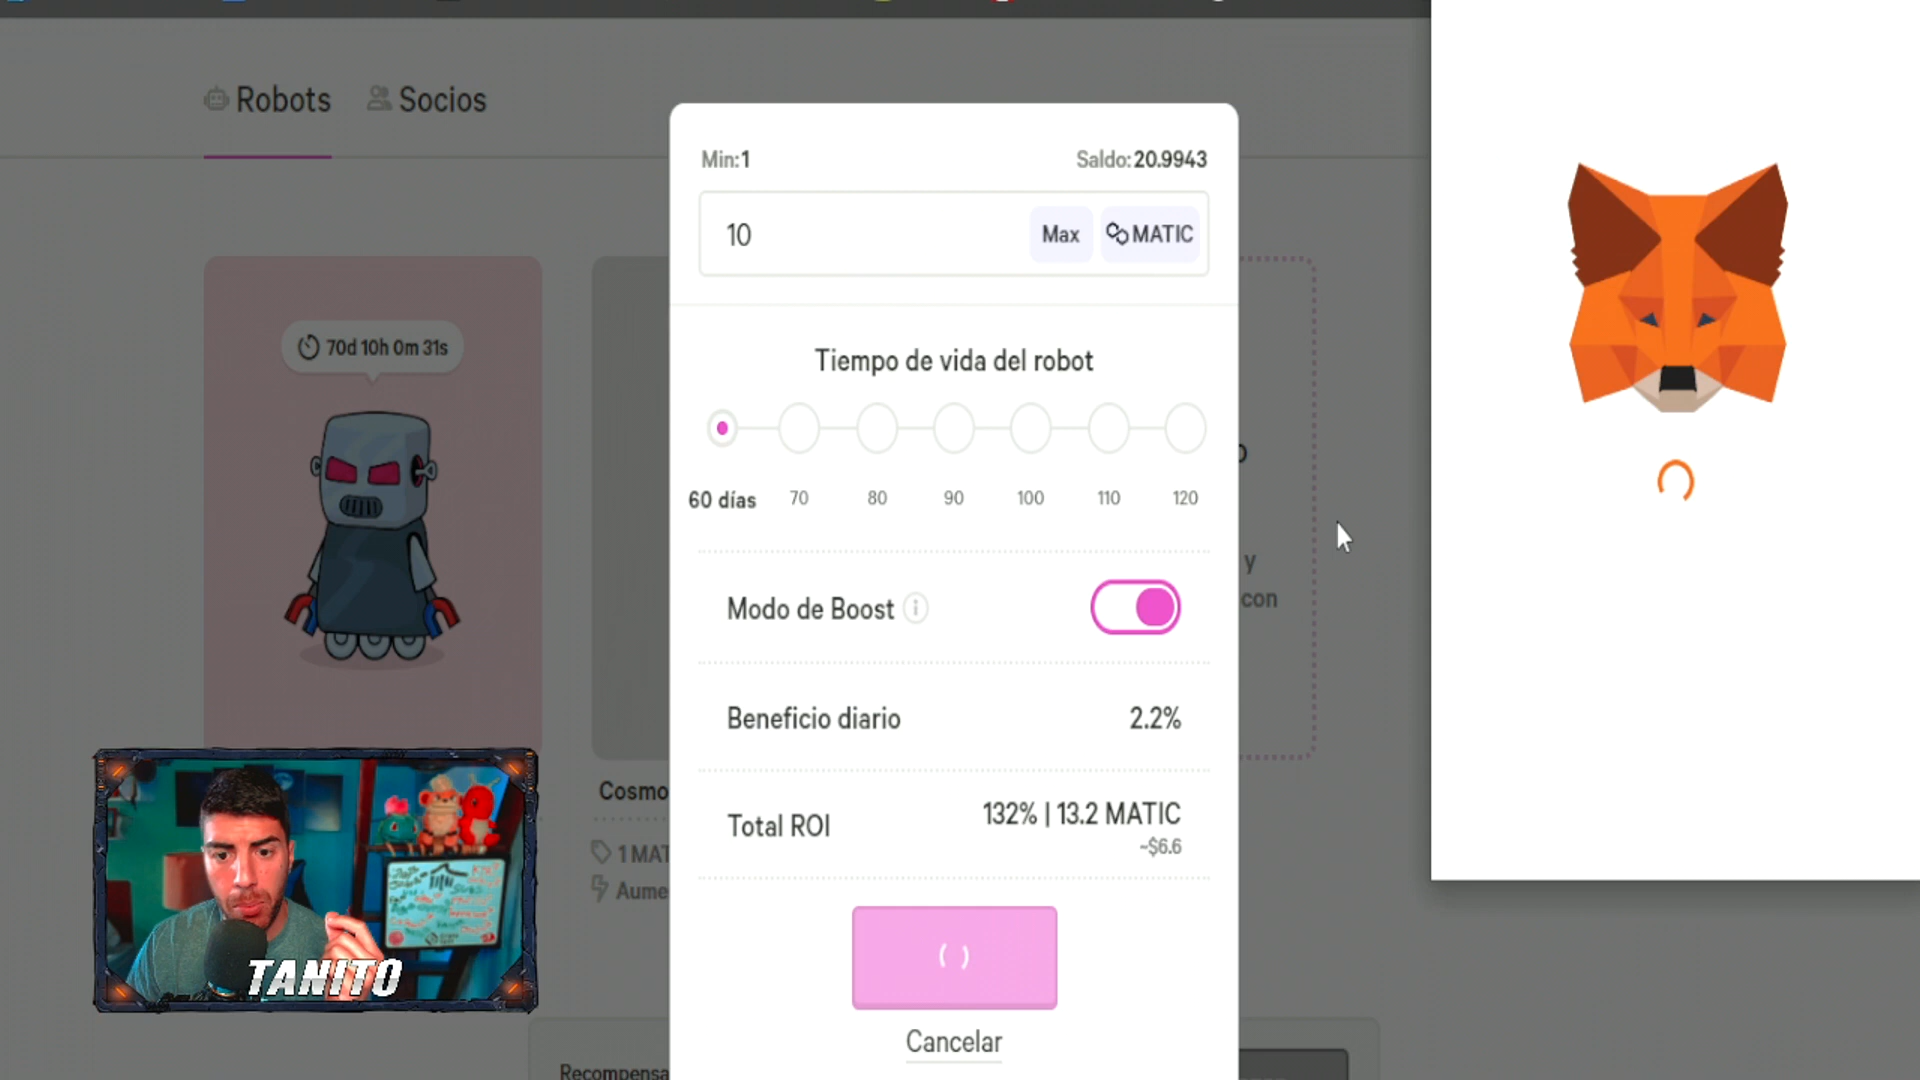 Robots
Socios
Min:1
Saldo:20.9943
10
Max
MATIC
70d 10h 0m 31s
Tiempo de vida del robot
60 días
70
80
90
100
110
120
o
y
con
Modo de Boost
Beneficio diario
2.2%
Cosmo
Total ROI
132% | 13.2 MATIC
~$6.6
1 MAT
Aume
TANITO
Cancelar
Recompensa